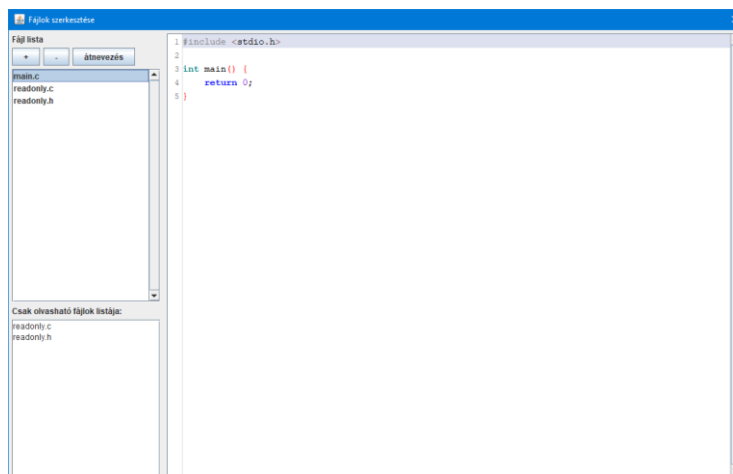 Fájlok szerkesztése
Fájl lista
+ - átnevezés
main.c
readonly.c
readonly.h
Csak olvasható fájlok listája:
readonly.c
readonly.h
1 #include <stdio.h>
2
3 int main() {
4     return 0;
5 }